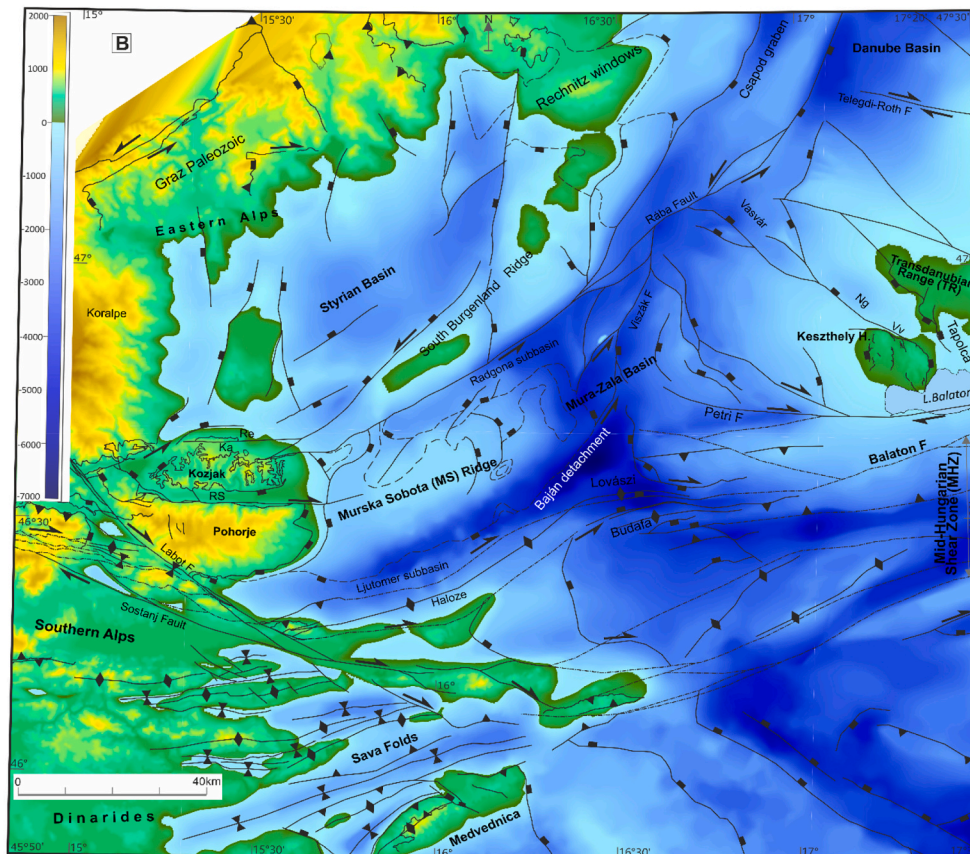 2000
1000
0
-1000
-2000
-3000
-4000
-5000
-6000
-7000
B
15°
15°30'
16°
N
16°30'
17°
17°20'
47°30'
Danube Basin
Csapod graben
Telegdi-Roth F
Rechnitz windows
Graz Paleozoic
Eastern Alps
47°
47°
Rába Fault
Vasvár
Styrian Basin
South Burgenland Ridge
Transdanubian
Range (TR)
Koralpe
Viszák F
Ng
Vv
Keszthely H.
Tapolca
Radgona subbasin
Mura-Zala Basin
L.Balaton
Petri F
Re
Ka
Kozjak
RS
Balaton F
Murska Sobota (MS) Ridge
Baján detachment
Lovászi
Mid-Hungarian
Shear Zone (MHZ)
46°30'
Pohorje
Budafa
Labot F
Ljutomer subbasin
Haloze
Sostanj Fault
Southern Alps
16°
Sava Folds
46°
0
40km
Dinarides
Medvednica
45°50'
15°
15°30'
16°
16°30'
17°